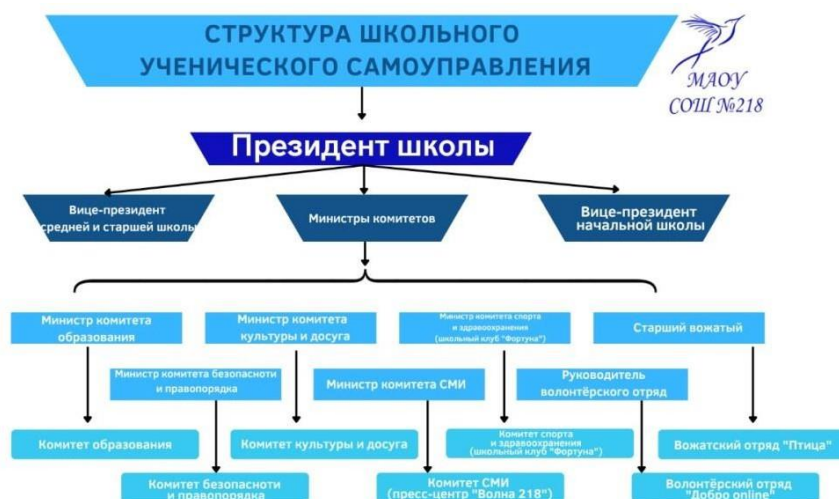 СТРУКТУРА ШКОЛЬНОГО
УЧЕНИЧЕСКОГО САМОУПРАВЛЕНИЯ
МАОУ
СОШ №218
Президент школы
Вице-президент
средней и старшей школы
Министры комитетов
Вице-президент
начальной школы
Министр комитета
образования
Министр комитета
культуры и досуга
Министр комитета спорта
и здравоохранения
(школьный клуб "Фортуна")
Старший вожатый
Министр комитета безопасноти
и правопорядка
Министр комитета СМИ
Руководитель
волонтёрского отряд
Комитет образования
Комитет культуры и досуга
Комитет спорта
и здравоохранения
(школьный клуб "Фортуна")
Вожатский отряд "Птица"
Комитет безопасноти
и правопорядка
Комитет СМИ
(пресс-центр "Волна 218")
Волонтёрский отряд
"Добро online"